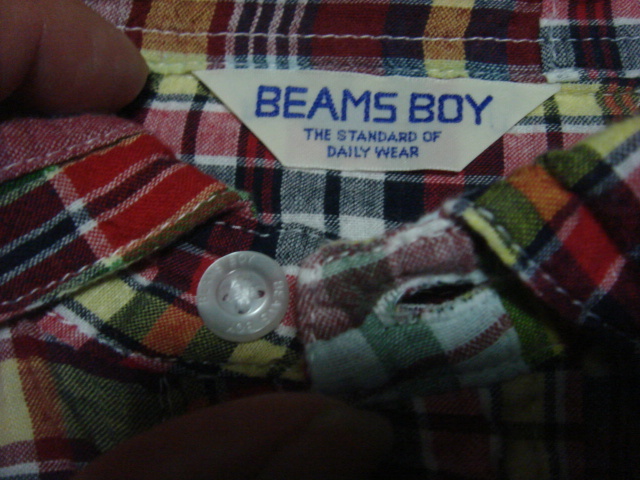 BEAMS BOY
THE STANDARD OF
DAILY WEAR